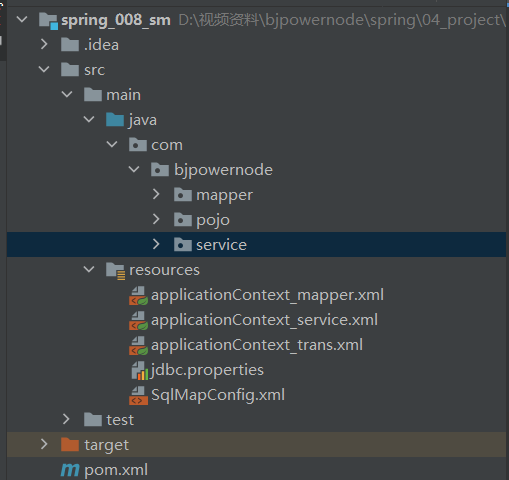 spring_008_sm D:\视频资料\bjpowernode\spring\04_project\
.idea
src
main
java
com
bjpowernode
mapper
pojo
service
resources
applicationContext_mapper.xml
applicationContext_service.xml
applicationContext_trans.xml
jdbc.properties
SqlMapConfig.xml
test
target
pom.xml